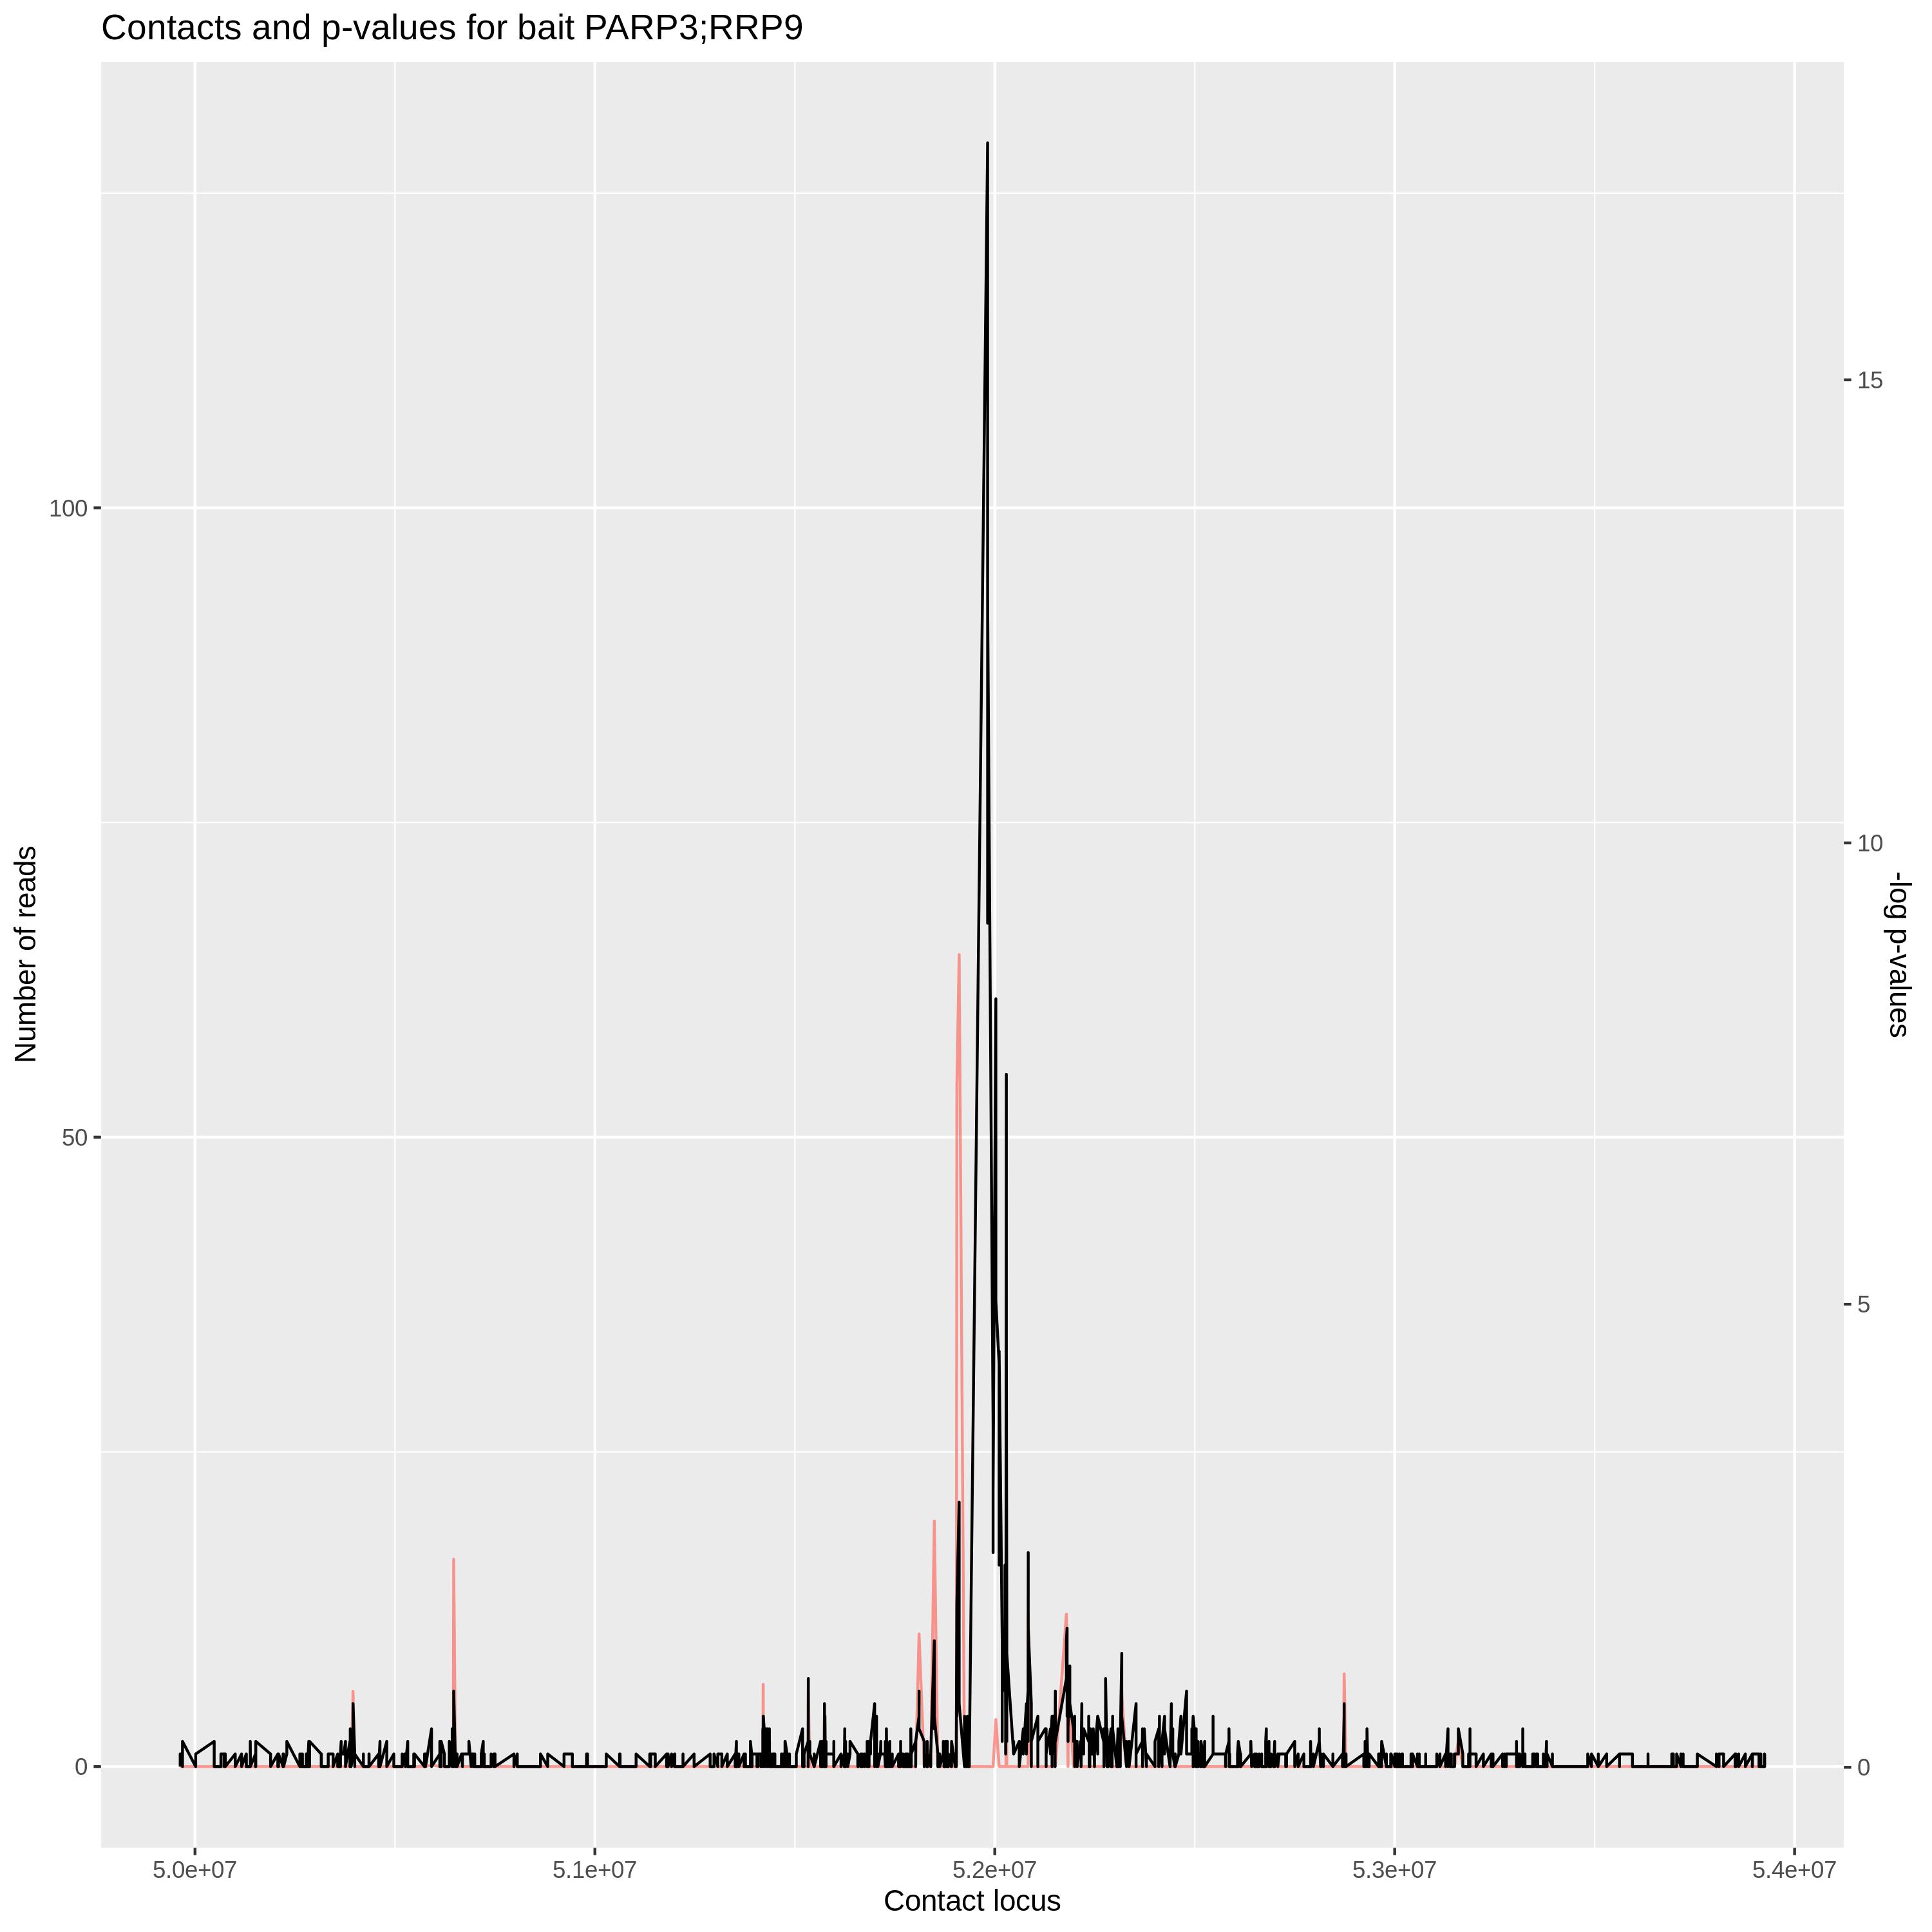 Contacts and p-values for bait PARP3;RRP9
15
100
10
Number of reads
-log p-values
50
5
0
0
5.0e+07
5.1e+07
5.2e+07
5.3e+07
5.4e+07
Contact locus